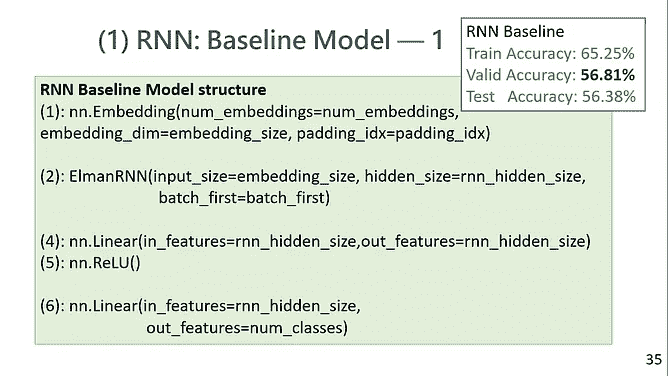 (1) RNN: Baseline Model — 1
RNN Baseline
Train Accuracy: 65.25%
Valid Accuracy: 56.81%
Test Accuracy: 56.38%
RNN Baseline Model structure
(1): nn.Embedding(num_embeddings=num_embeddings,
embedding_dim=embedding_size, padding_idx=padding_idx)
(2): ElmanRNN(input_size=embedding_size, hidden_size=rnn_hidden_size,
batch_first=batch_first)
(4): nn.Linear(in_features=rnn_hidden_size,out_features=rnn_hidden_size)
(5): nn.ReLU()
(6): nn.Linear(in_features=rnn_hidden_size,
out_features=num_classes)
35